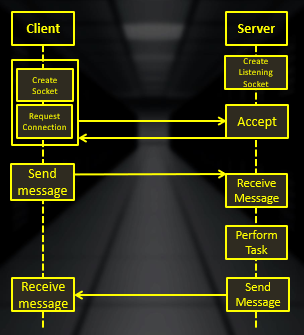 Client
Server
Create
Socket
Create
Listening
Socket
Request
Connection
Accept
Send
message
Receive
Message
Perform
Task
Receive
message
Send
Message